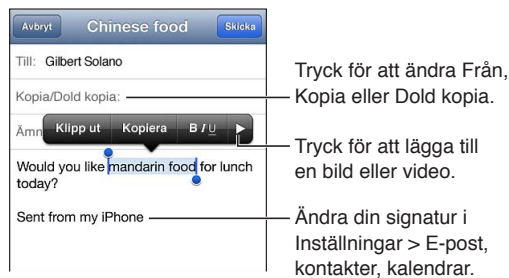 Avbryt Chinese food Skicka
Till: Gilbert Solano
Kopia/Dold kopia:
Ämn
Klipp ut Kopiera B I U
Would you like mandarin food for lunch
today?
Sent from my iPhone
Tryck för att ändra Från,
Kopia eller Dold kopia.
Tryck för att lägga till
en bild eller video.
Ändra din signatur i
Inställningar > E-post,
kontakter, kalendrar.